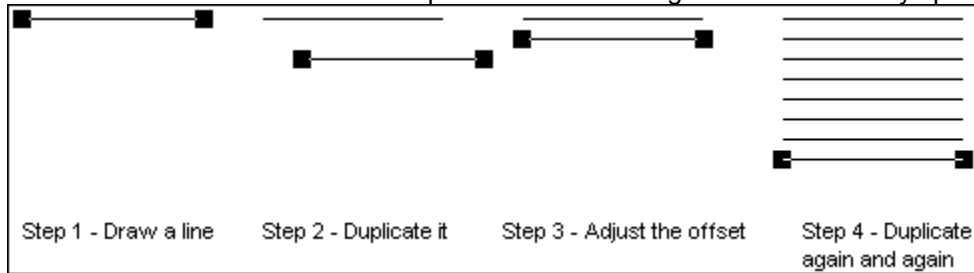 Step 1 - Draw a line
Step 2 - Duplicate it
Step 3 - Adjust the offset
Step 4 - Duplicate
again and again